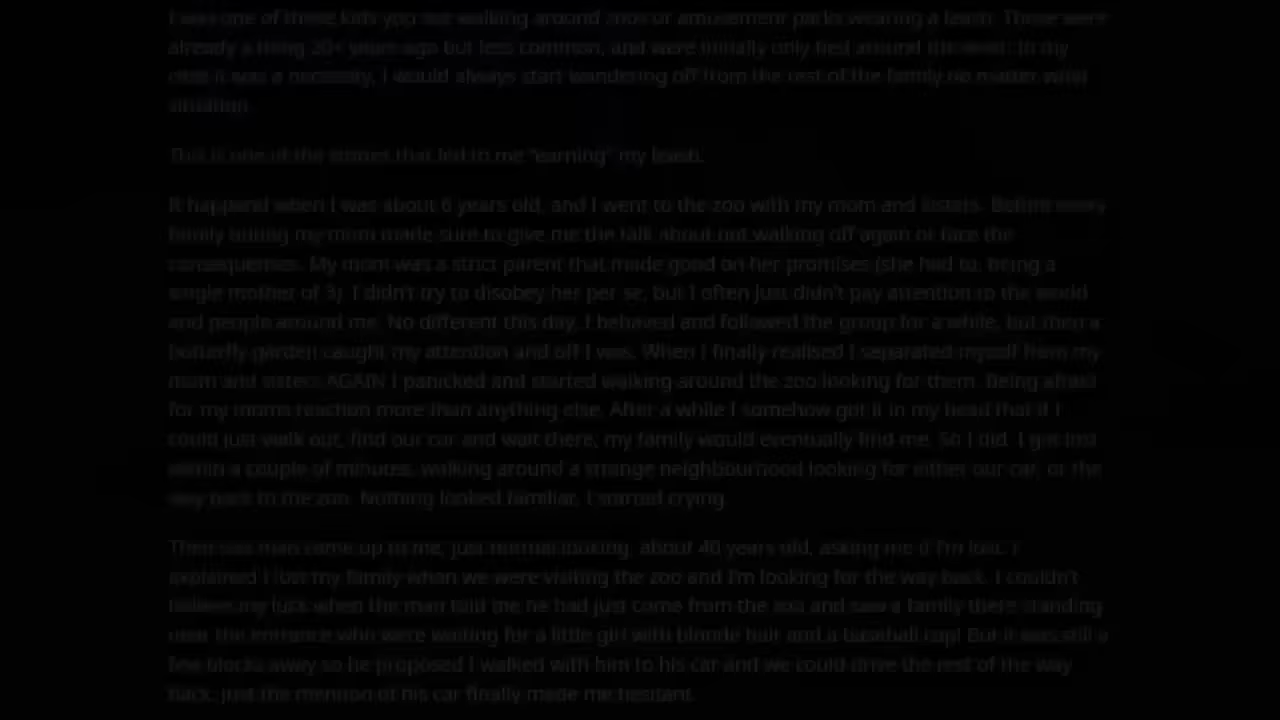 I was one of those kids you see walking around zoos or amusement parks wearing a leash. Those were
already a thing 20+ years ago but less common, and were initially only tied around the wrist. In my
case it was a necessity, I would always start wandering off from the rest of the family no matter what
situation.
This is one of the stories that led to me "earning" my leash.
It happened when I was about 6 years old, and I went to the zoo with my mom and sisters. Before every
family outing my mom made sure to give me the talk about not walking off again or face the
consequences. My mom was a strict parent that made good on her promises (she had to, being a
single mother of 3). I didn't try to disobey her per se, but I often just didn't pay attention to the world
and people around me. No different this day, I behaved and followed the group for a while, but then a
butterfly garden caught my attention and off I was. When I finally realised I separated myself from my
mom and sisters AGAIN I panicked and started walking around the zoo looking for them. Being afraid
for my moms reaction more than anything else. After a while I somehow got it in my head that if I
could just walk out, find our car and wait there, my family would eventually find me. So I did. I got lost
within a couple of minutes, walking around a strange neighbourhood looking for either our car, or the
way back to the zoo. Nothing looked familiar, I started crying.
Then this man came up to me, just normal looking, about 40 years old, asking me if I'm lost. I
explained I lost my family when we were visiting the zoo and I'm looking for the way back. I couldn't
believe my luck when the man told me he had just come from the zoo and saw a family there standing
near the entrance who were waiting for a little girl with blonde hair and a baseball cap! But it was still a
few blocks away so he proposed I walked with him to his car and we could drive the rest of the way
back. Just the mention of his car finally made me hesitant.